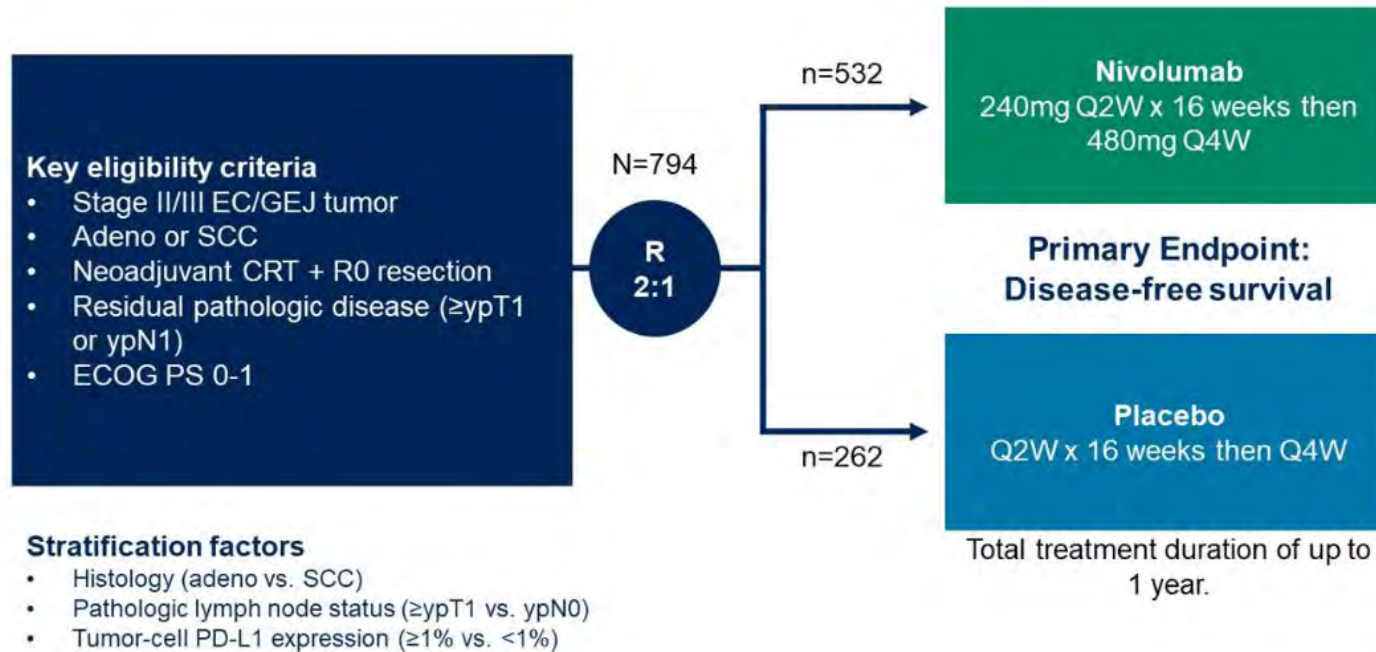 Key eligibility criteria
• Stage II/III EC/GEJ tumor
• Adeno or SCC
• Neoadjuvant CRT + R0 resection
• Residual pathologic disease (≥ypT1
or ypN1)
• ECOG PS 0-1
N=794
R
2:1
n=532
n=262
Nivolumab
240mg Q2W x 16 weeks then
480mg Q4W
Primary Endpoint:
Disease-free survival
Placebo
Q2W x 16 weeks then Q4W
Total treatment duration of up to
1 year.
Stratification factors
• Histology (adeno vs. SCC)
• Pathologic lymph node status (≥ypT1 vs. ypN0)
• Tumor-cell PD-L1 expression (≥1% vs. <1%)